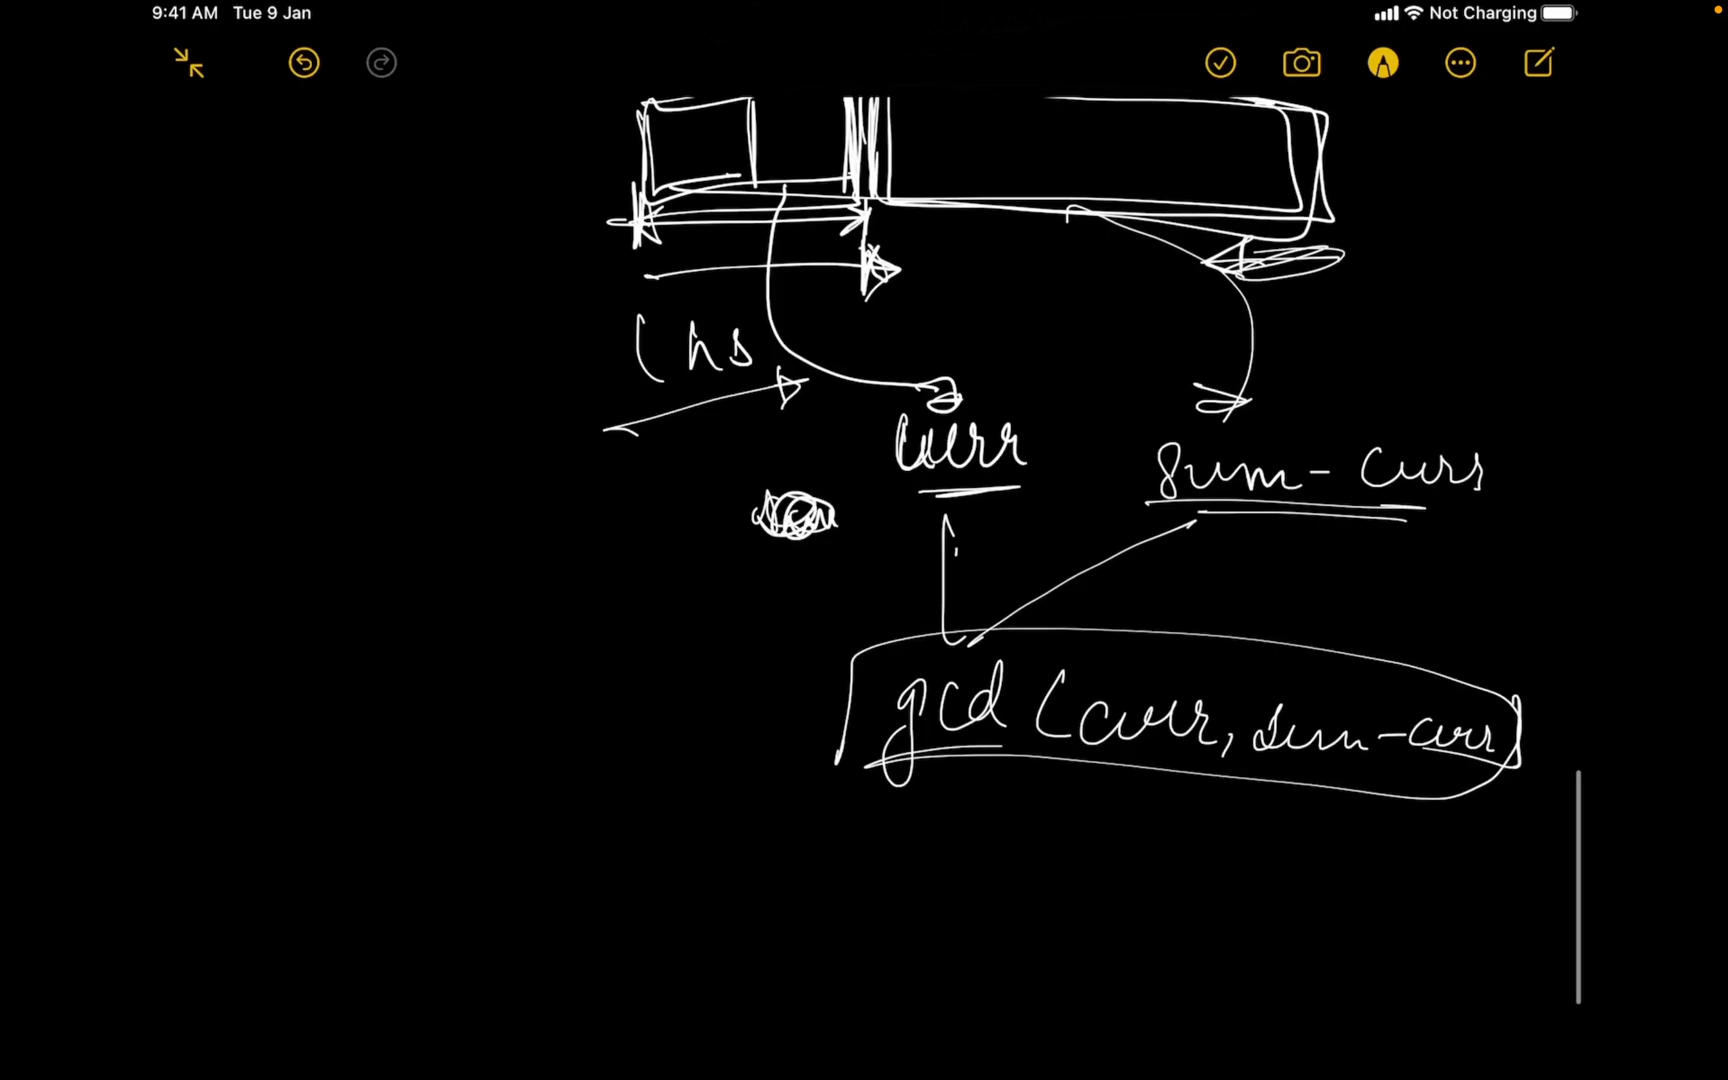 9:41 AM Tue 9 Jan
Not Charging
lhs
curr
sum - curr
gcd (curr, sum-curr)